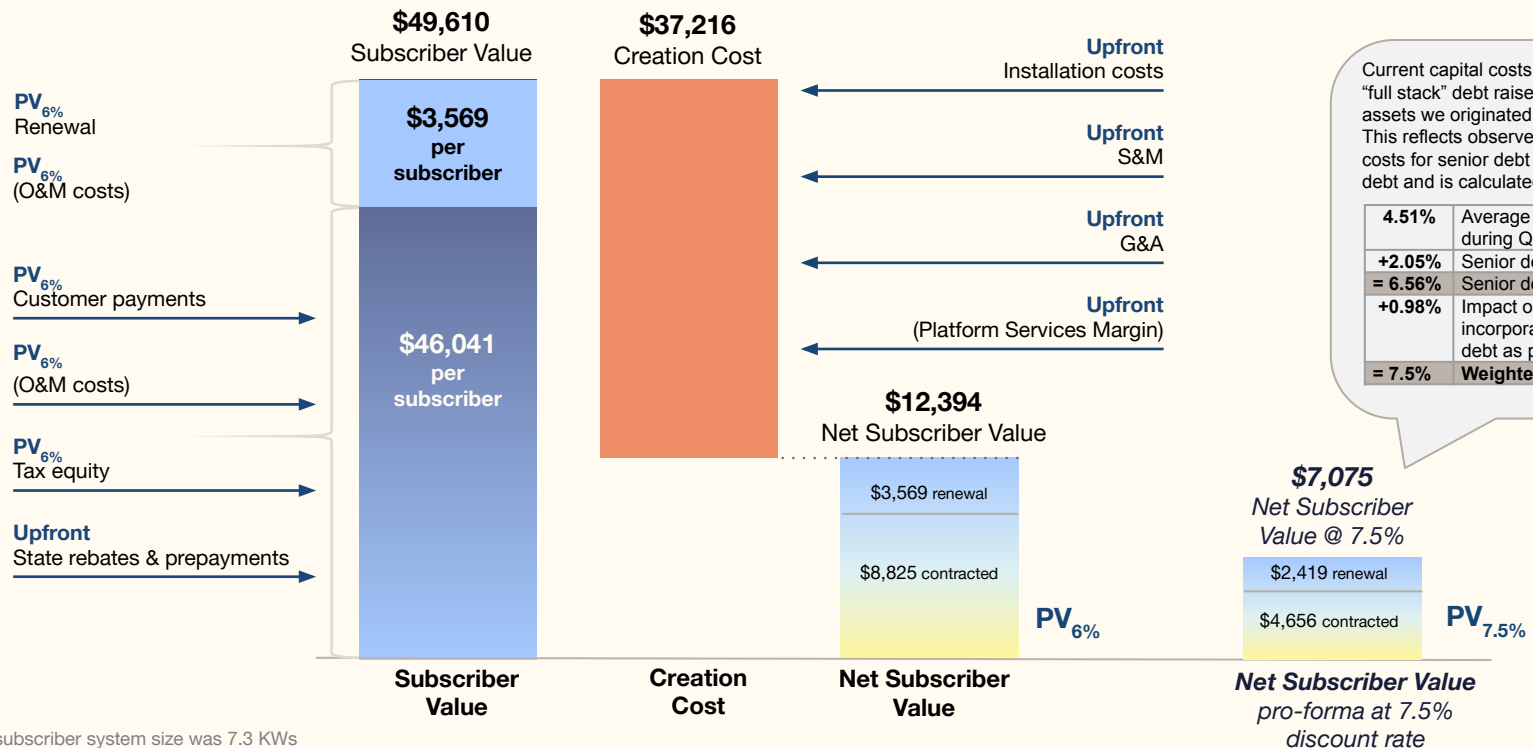 $49,610
Subscriber Value
$37,216
Creation Cost
PV6%
Renewal
PV6%
(O&M costs)
PV6%
Customer payments
PV6%
(O&M costs)
PV6%
Tax equity
Upfront
State rebates & prepayments
$3,569
per
subscriber
$46,041
per
subscriber
Upfront
Installation costs
Upfront
S&M
Upfront
G&A
Upfront
(Platform Services Margin)
$12,394
Net Subscriber Value
$3,569 renewal
$8,825 contracted
PV6%
Current capital costs
"full stack" debt raise
assets we originated
This reflects observe
costs for senior debt
debt and is calculate
4.51% Average
during Q
+2.05% Senior de
= 6.56% Senior de
+0.98% Impact o
incorpora
debt as p
= 7.5% Weighte
$7,075
Net Subscriber
Value @ 7.5%
$2,419 renewal
$4,656 contracted
PV7.5%
Subscriber
Value
Creation
Cost
Net Subscriber
Value
Net Subscriber Value
pro-forma at 7.5%
discount rate
subscriber system size was 7.3 KWs